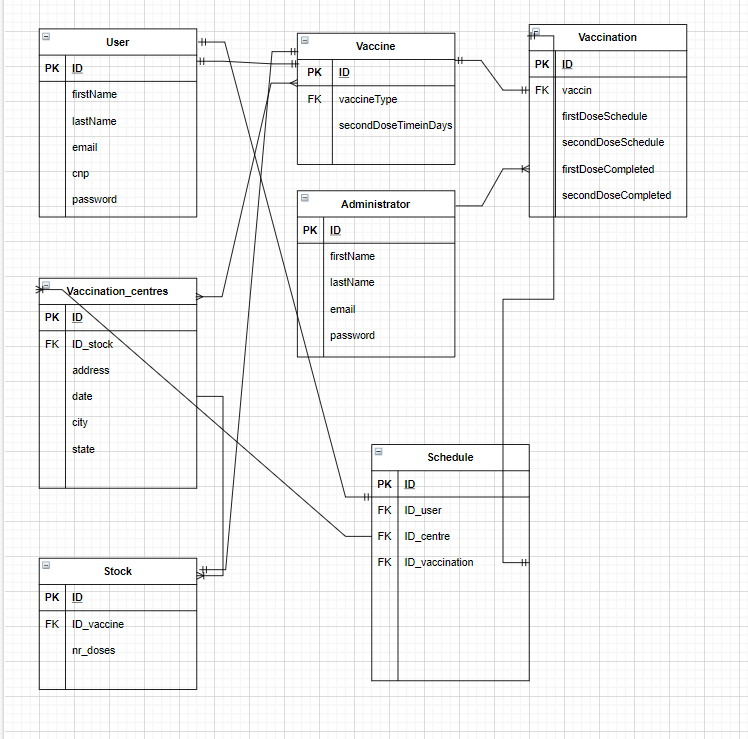 User
PK ID
firstName
lastName
email
cnp
password
Vaccine
PK ID
FK vaccineType
secondDoseTimeinDays
Vaccination
PK ID
FK vaccin
firstDoseSchedule
secondDoseSchedule
firstDoseCompleted
secondDoseCompleted
Administrator
PK ID
firstName
lastName
email
password
Vaccination_centres
PK ID
FK ID_stock
address
date
city
state
Schedule
PK ID
FK ID_user
FK ID_centre
FK ID_vaccination
Stock
PK ID
FK ID_vaccine
nr_doses